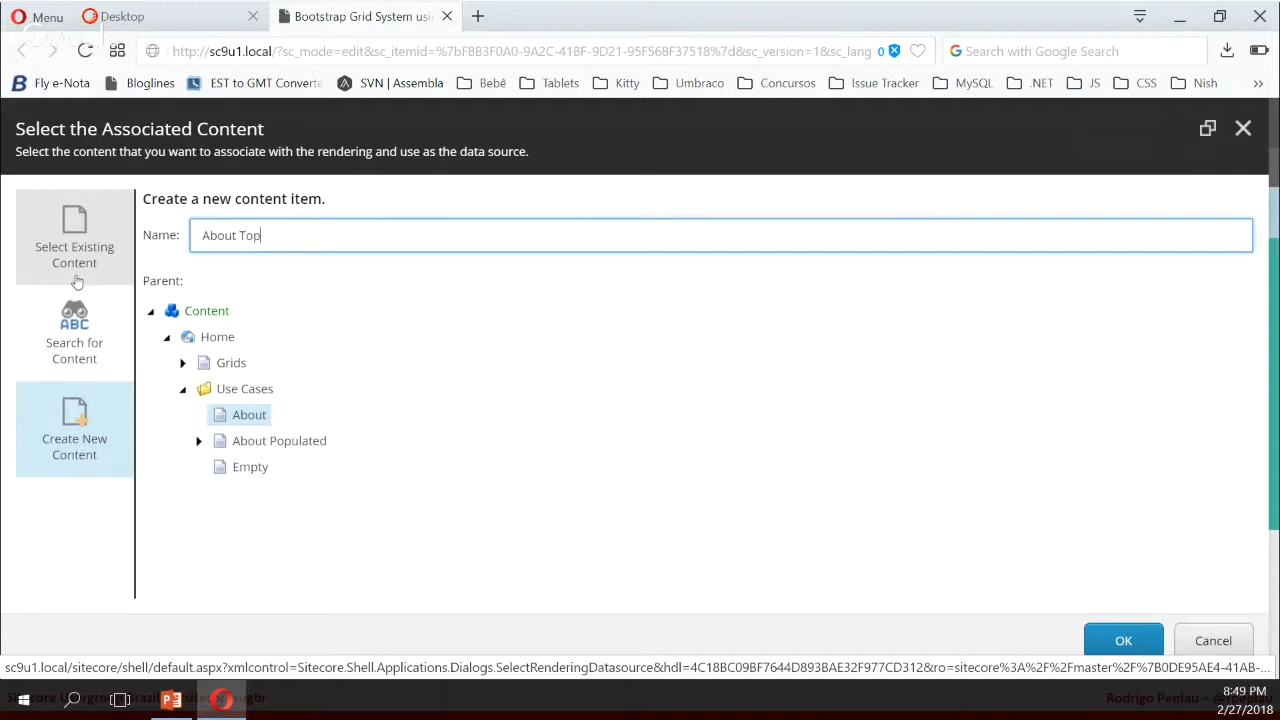 Menu
Desktop
Bootstrap Grid System usin
http://sc9u1.local/?sc_mode=edit&sc_itemid=%7bF8B3F0A0-9A2C-41BF-9D21-95F568F37518%7d&sc_version=1&sc_lang
0
Search with Google Search
Fly e-Nota
Bloglines
EST to GMT Converte
SVN | Assembla
Bebê
Tablets
Kitty
Umbraco
Concursos
Issue Tracker
MySQL
.NET
JS
CSS
Nish
Select the Associated Content
Select the content that you want to associate with the rendering and use as the data source.
Select Existing
Content
ABC
Search for
Content
Create New
Content
Create a new content item.
Name:
About Top
Parent:
Content
Home
Grids
Use Cases
About
About Populated
Empty
OK
Cancel
sc9u1.local/sitecore/shell/default.aspx?xmlcontrol=Sitecore.Shell.Applications.Dialogs.SelectRenderingDatasource&hdl=4C18BC09BF7644D893BAE32F977CD312&ro=sitecore%3A%2F%2Fmaster%2F%7B0DE95AE4-41AB-...
Rodrigo Peplau
8:49 PM
2/27/2018